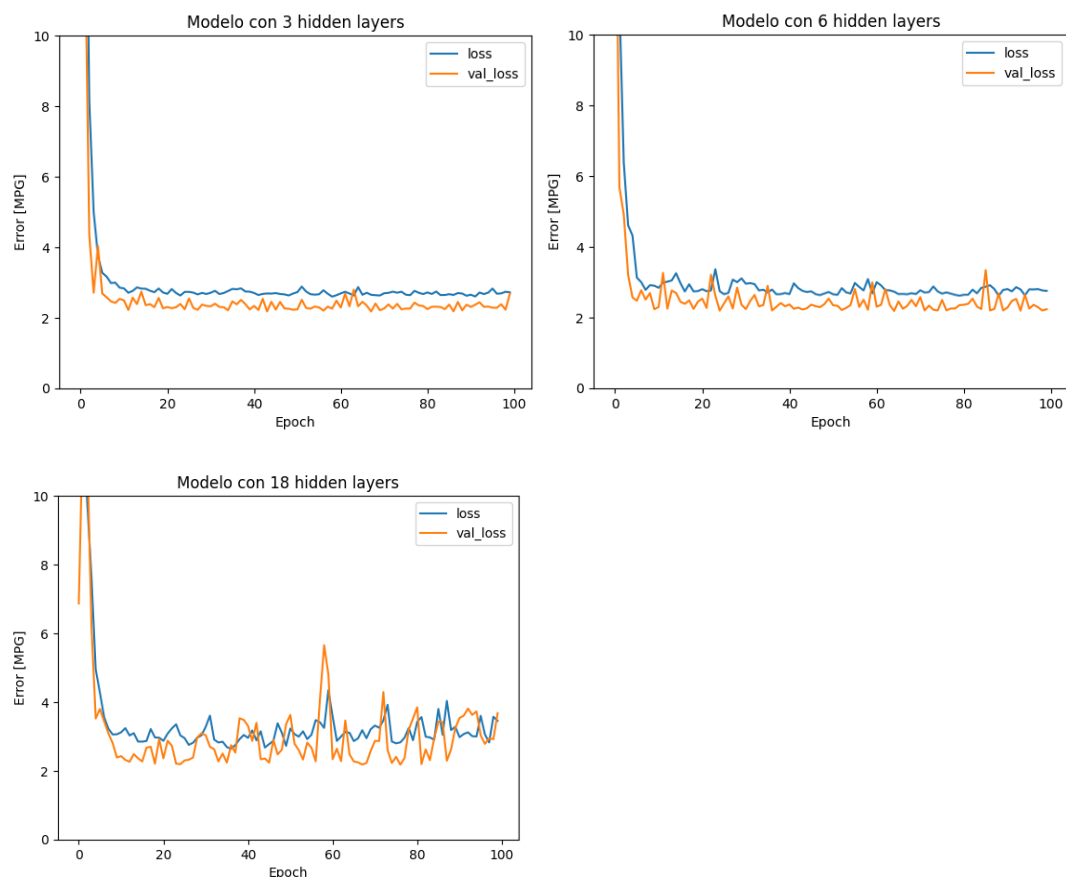 Modelo con 3 hidden layers
10
8
6
4
2
0
Error [MPG]
loss
val_loss
0 20 40 60 80 100
Epoch
Modelo con 6 hidden layers
10
8
6
4
2
0
Error [MPG]
loss
val_loss
0 20 40 60 80 100
Epoch
Modelo con 18 hidden layers
10
8
6
4
2
0
Error [MPG]
loss
val_loss
0 20 40 60 80 100
Epoch